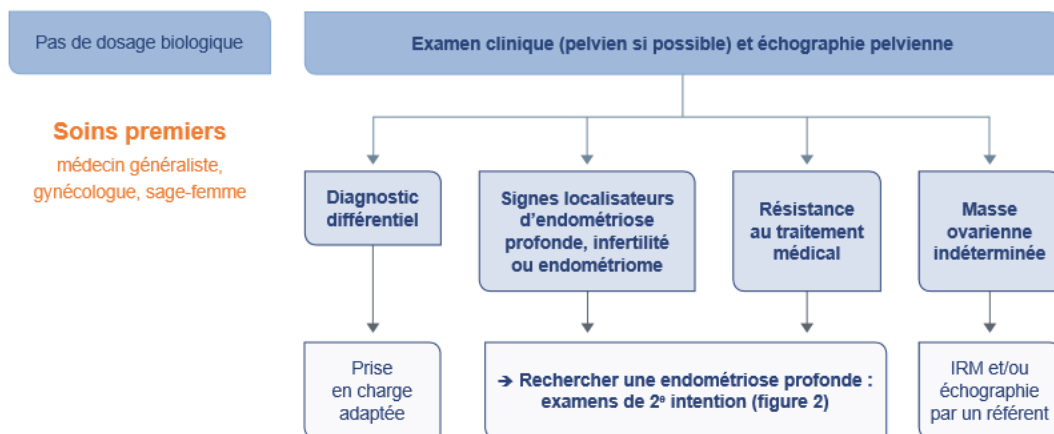 Pas de dosage biologique
Examen clinique (pelvien si possible) et échographie pelvienne
Soins premiers
médecin généraliste,
gynécologue, sage-femme
Diagnostic
différentiel
Signes localisateurs
d'endométriose
profonde, infertilité
ou endométriome
Résistance
au traitement
médical
Masse
ovarienne
indéterminée
Prise
en charge
adaptée
➔ Rechercher une endométriose profonde :
examens de 2ᵉ intention (figure 2)
IRM et/ou
échographie
par un référent